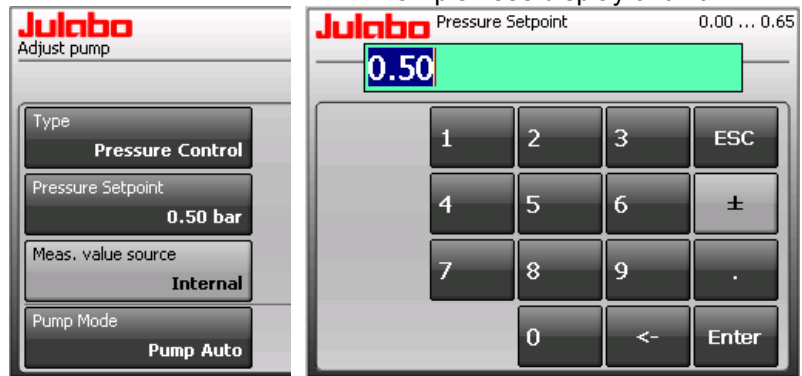 Julabo
Adjust pump
Type
Pressure Control
Pressure Setpoint
0.50 bar
Meas. value source
Internal
Pump Mode
Pump Auto
Julabo Pressure Setpoint 0.00 ... 0.65
0.50
1 2 3 ESC
4 5 6 ±
7 8 9 .
0 <- Enter